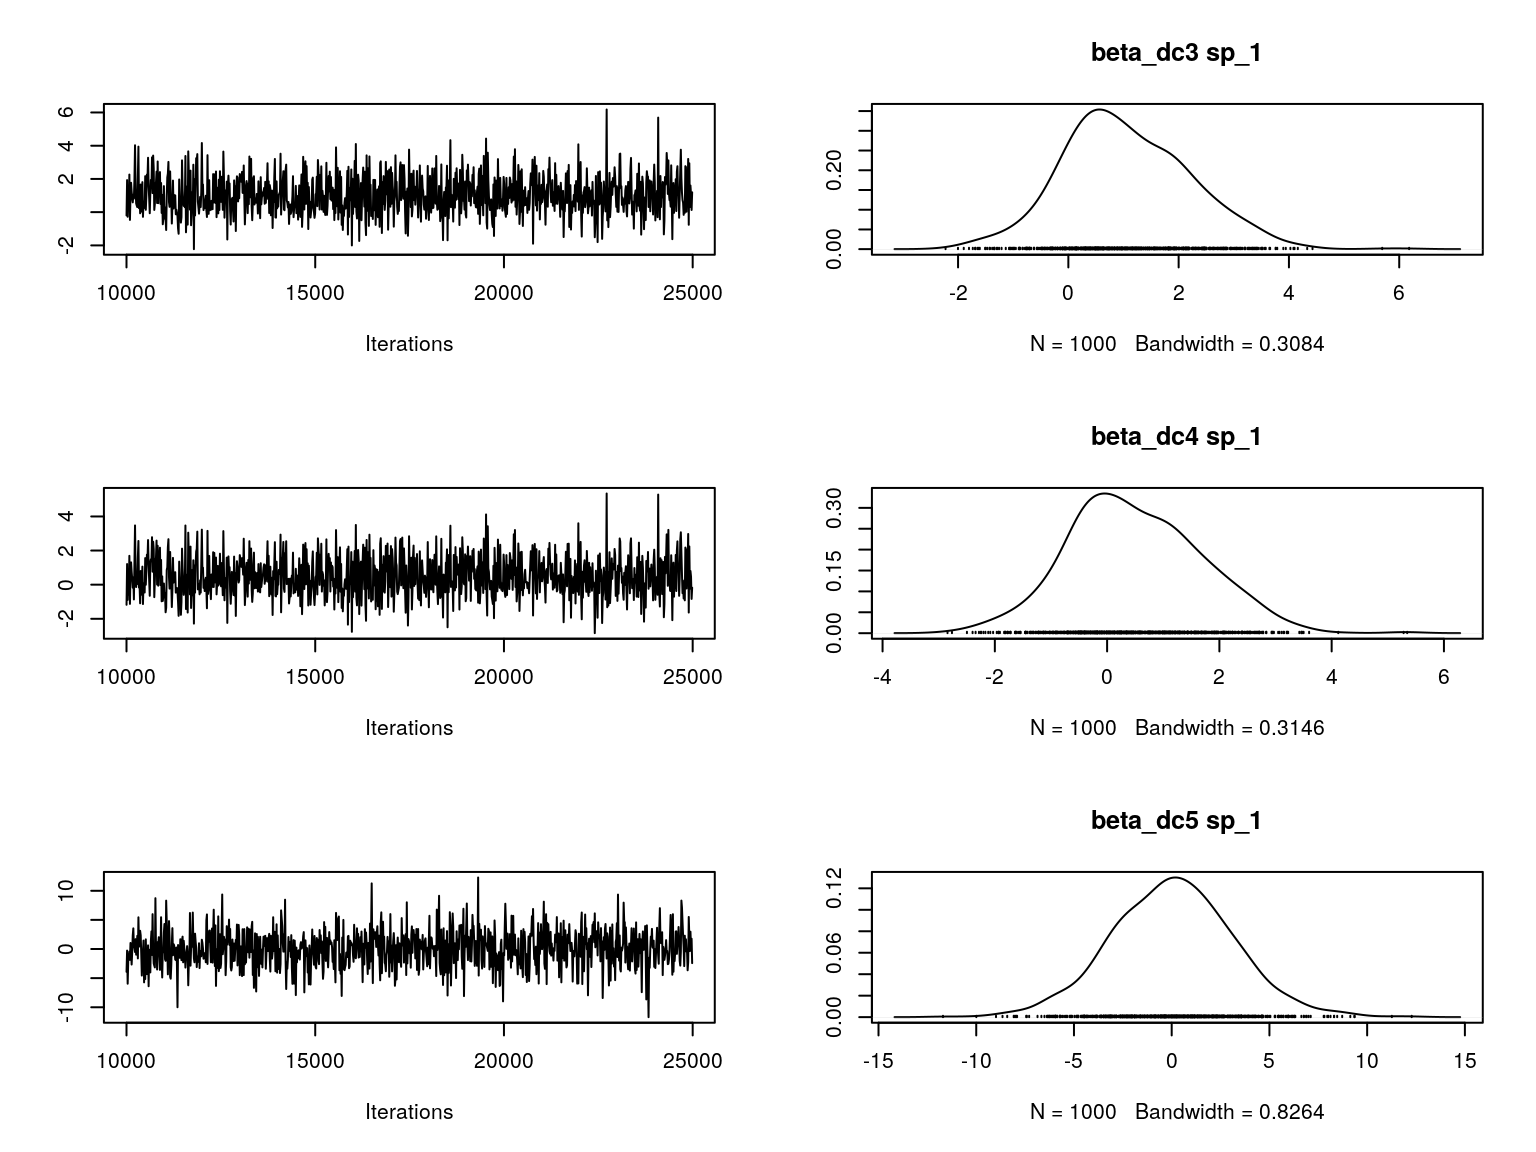 beta_dc3 sp_1
6
4
2
-2
10000 15000 20000 25000
Iterations
0.20
0.00
-2 0 2 4 6
N = 1000 Bandwidth = 0.3084
beta_dc4 sp_1
4
2
0
-2
10000 15000 20000 25000
Iterations
0.30
0.15
0.00
-4 -2 0 2 4 6
N = 1000 Bandwidth = 0.3146
beta_dc5 sp_1
10
0
-10
10000 15000 20000 25000
Iterations
0.12
0.06
0.00
-15 -10 -5 0 5 10 15
N = 1000 Bandwidth = 0.8264